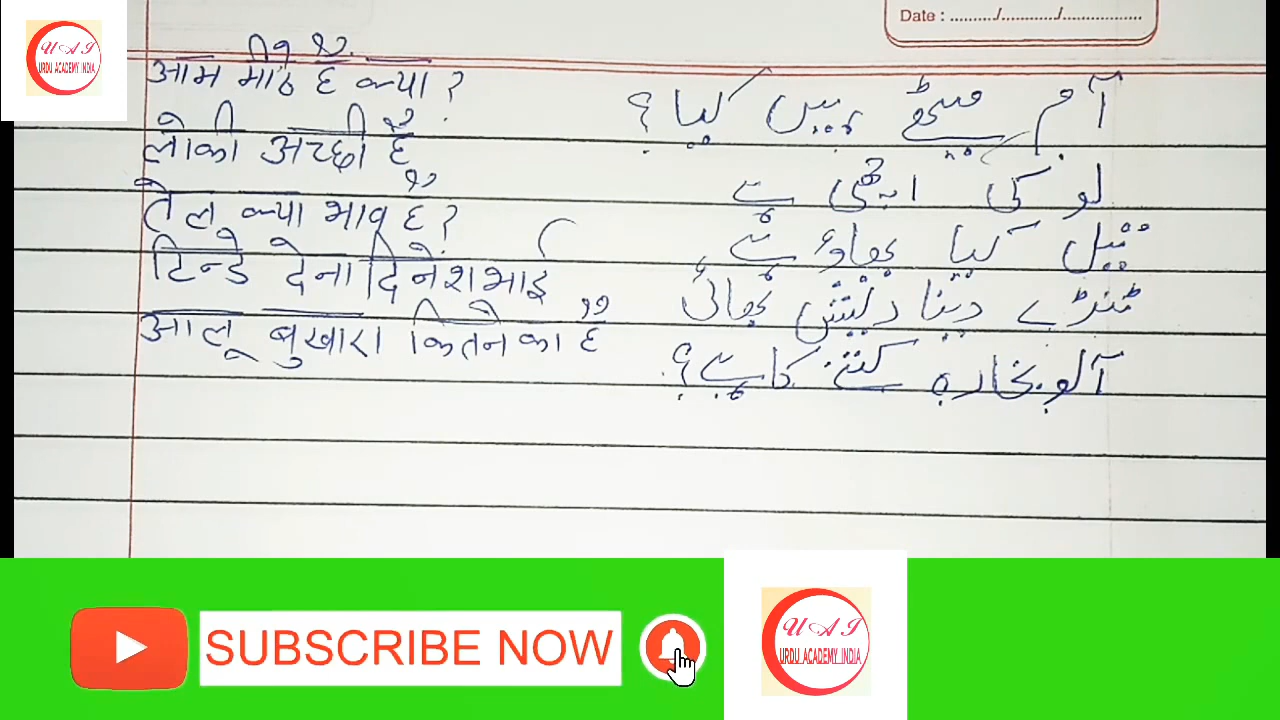 Date : ........../.........../................
UAI
URDU ACADEMY INDIA
आम मीठे है क्या ?
آم میٹھے ہیں کیا ؟
लोकी अच्छी है
لوکی اچھی ہے
तेल क्या भाव है ?
تیل کیا بھاؤ ہے
टिन्डे देना दिनेश भाई
ٹنڈے دینا دنیش بھائی
आलू बुखारा कितने का है
آلو بخارہ کتنے کا ہے ؟
SUBSCRIBE NOW
UAI
URDU ACADEMY INDIA